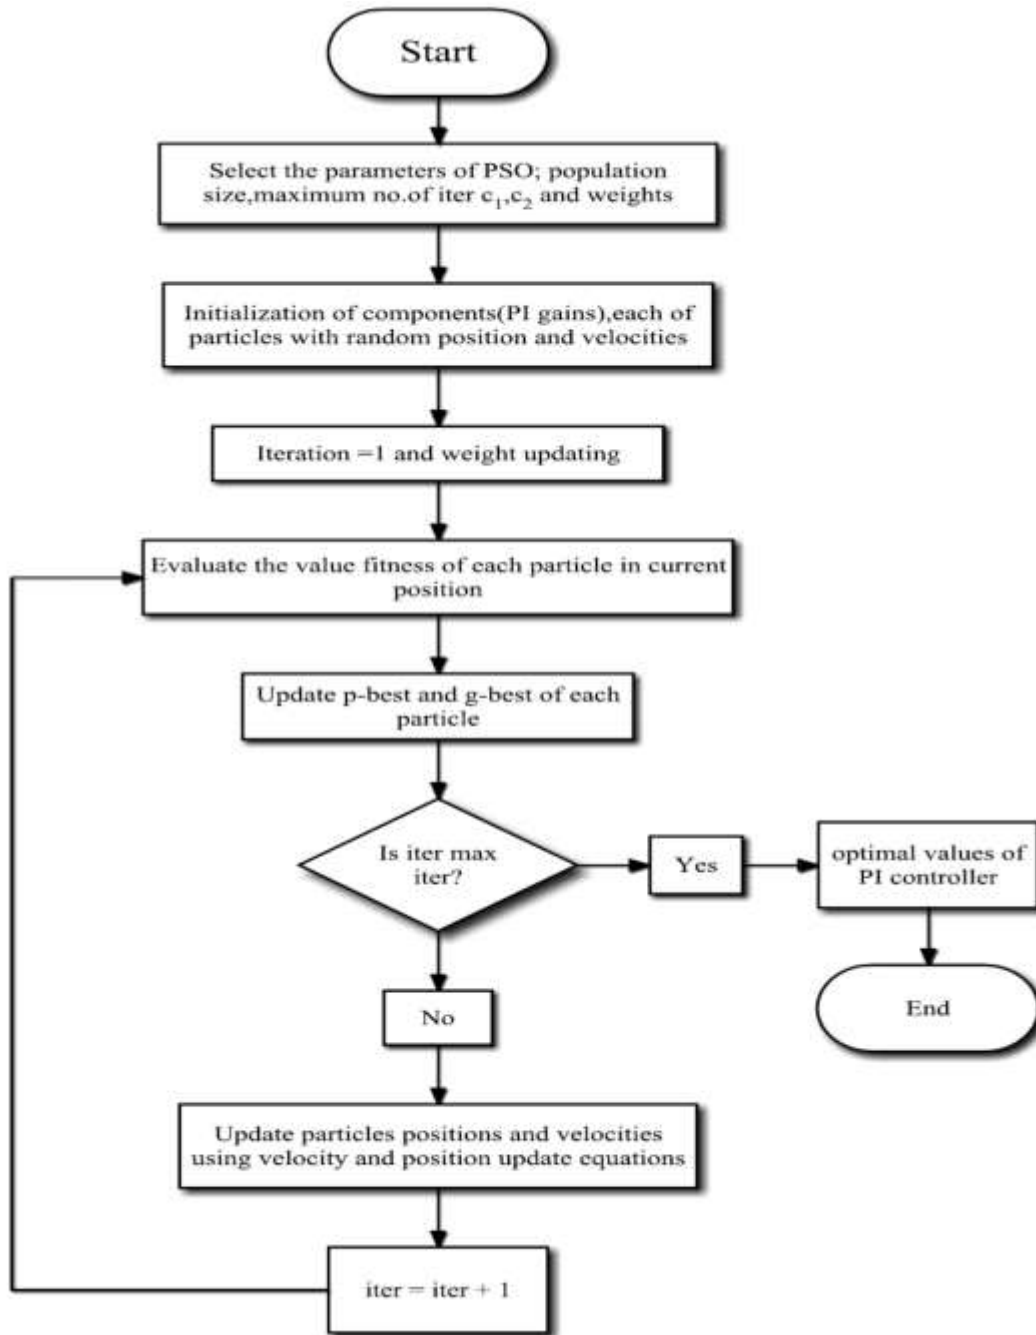 Start
Select the parameters of PSO; population
size,maximum no.of iter c₁,c₂ and weights
Initialization of components(PI gains),each of
particles with random position and velocities
Iteration =1 and weight updating
Evaluate the value fitness of each particle in current
position
Update p-best and g-best of each
particle
Is iter max
iter?
Yes
optimal values of
PI controller
End
No
Update particles positions and velocities
using velocity and position update equations
iter = iter + 1